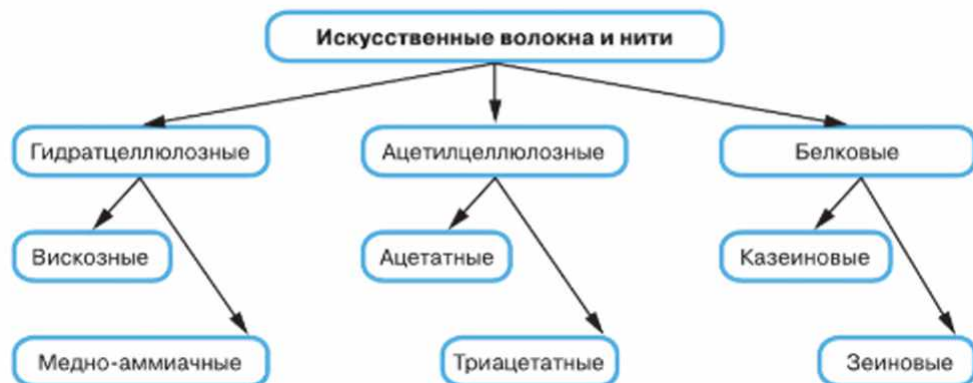 Искусственные волокна и нити
Гидратцеллюлозные
Ацетилцеллюлозные
Белковые
Вискозные
Ацетатные
Казеиновые
Медно-аммиачные
Триацетатные
Зеиновые